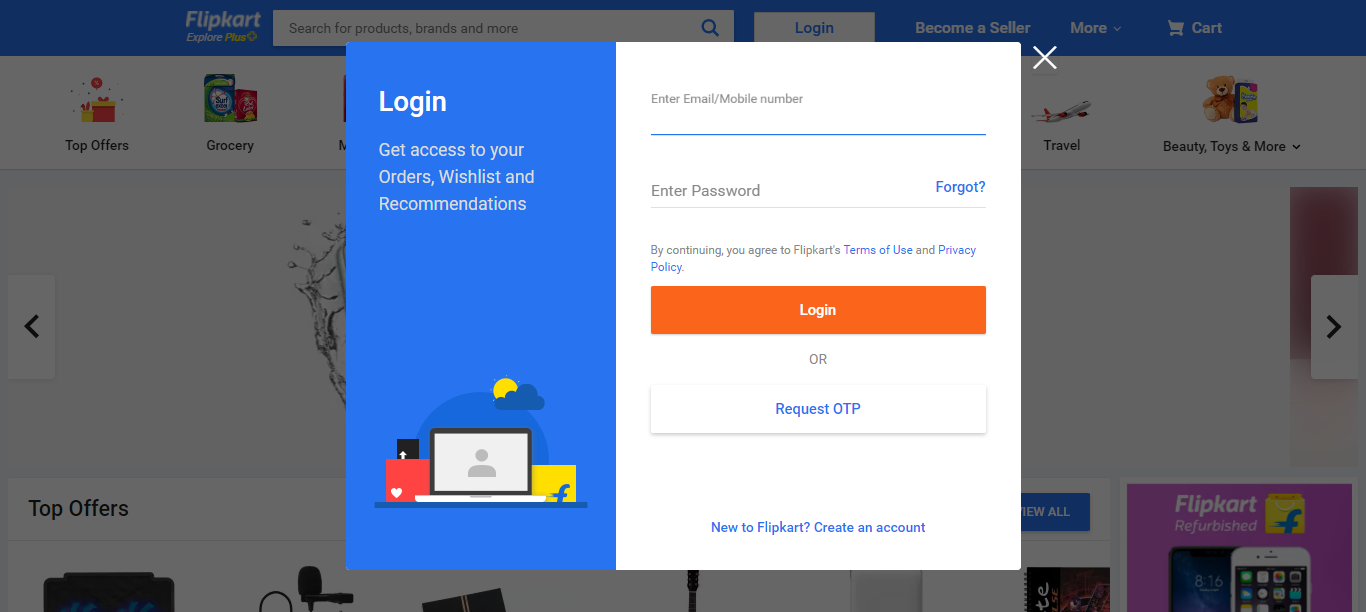 Flipkart
Explore Plus
Search for products, brands and more
Login
Become a Seller
More
Cart
Top Offers
Grocery
M
Travel
Beauty, Toys & More
Login
Get access to your
Orders, Wishlist and
Recommendations
Enter Email/Mobile number
Enter Password
Forgot?
By continuing, you agree to Flipkart's Terms of Use and Privacy
Policy.
Login
OR
Request OTP
New to Flipkart? Create an account
Top Offers
VIEW ALL
Flipkart
Refurbished
8:16